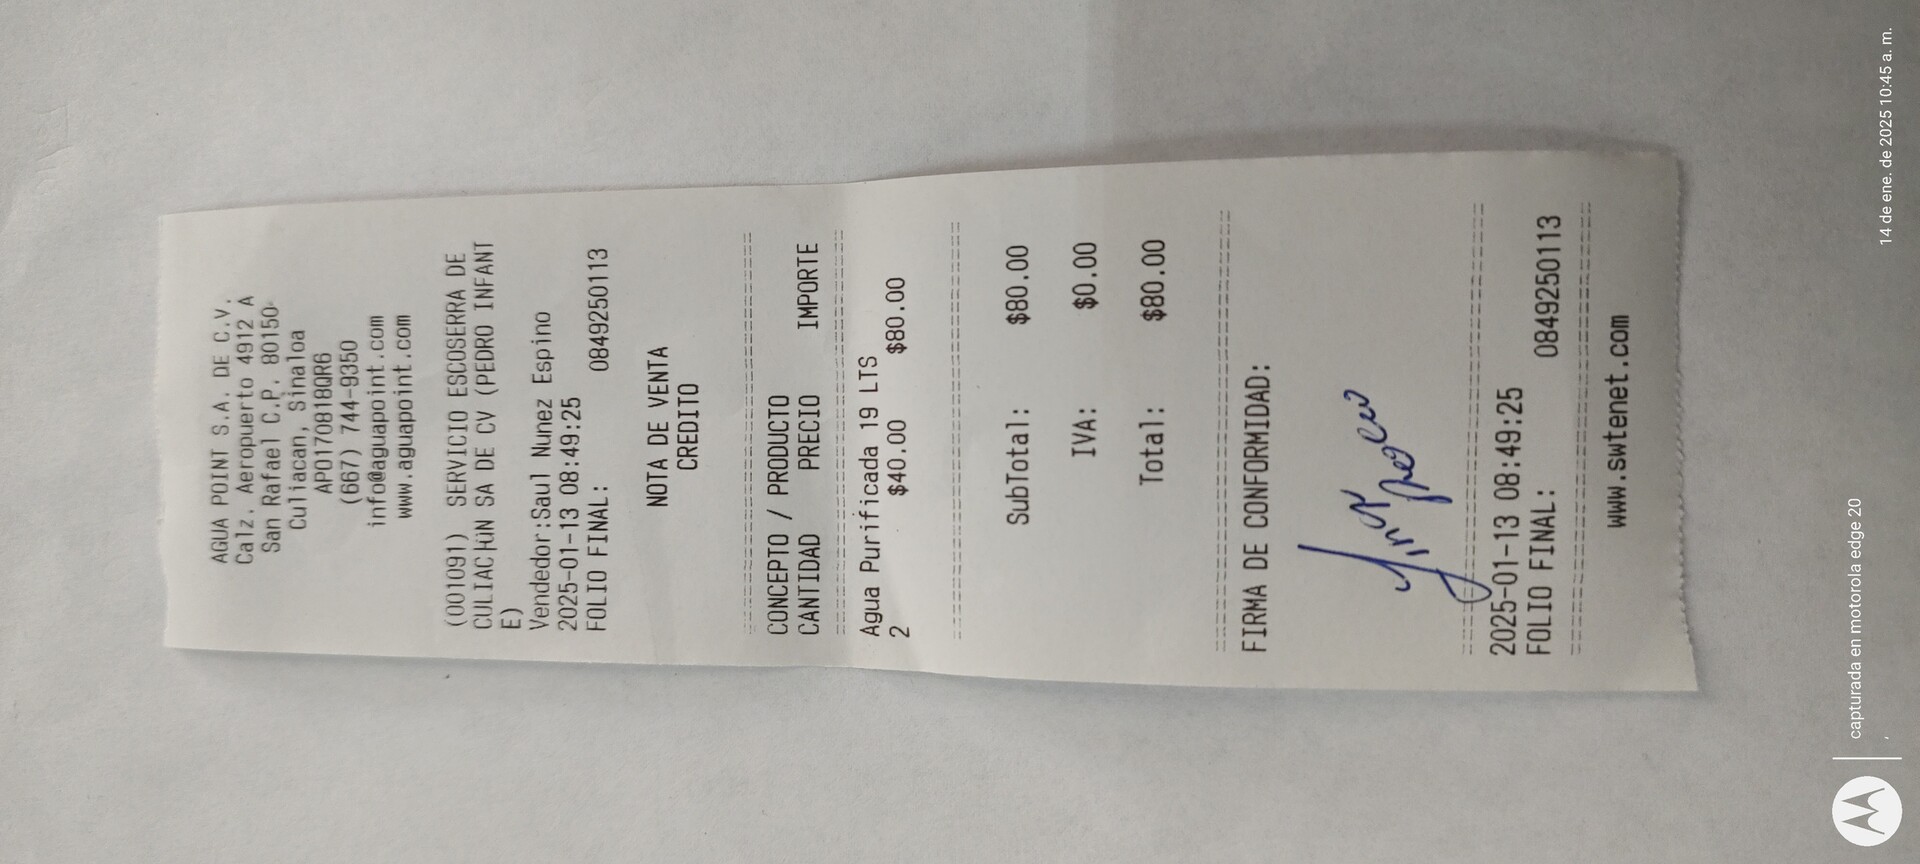 AGUA POINT S.A. DE C.V.
Calz. Aeropuerto 4912 A
San Rafael C.P. 80150
Culiacan, Sinaloa
APO170818QR6
(667) 744-9350
info@aguapoint.com
www.aguapoint.com
(001091) SERVICIO ESCOSERRA DE
CULIACHúN SA DE CV (PEDRO INFANT
E)
Vendedor:Saul Nunez Espino
2025-01-13 08:49:25
FOLIO FINAL: 0849250113
NOTA DE VENTA
CREDITO
CONCEPTO / PRODUCTO
CANTIDAD PRECIO IMPORTE
Agua Purificada 19 LTS
2 $40.00 $80.00
SubTotal: $80.00
IVA: $0.00
Total: $80.00
FIRMA DE CONFORMIDAD:
2025-01-13 08:49:25
FOLIO FINAL: 0849250113
www.swtenet.com
capturada en motorola edge 20
14 de ene. de 2025 10:45 a. m.